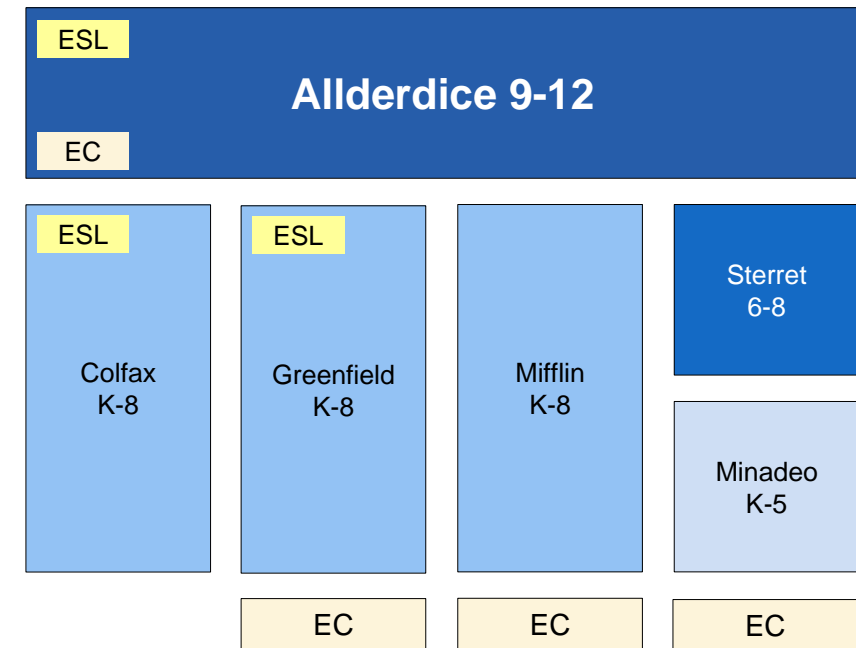 ESL
Allderdice 9-12
EC
ESL
Colfax
K-8
ESL
Greenfield
K-8
Mifflin
K-8
Sterret
6-8
Minadeo
K-5
EC
EC
EC